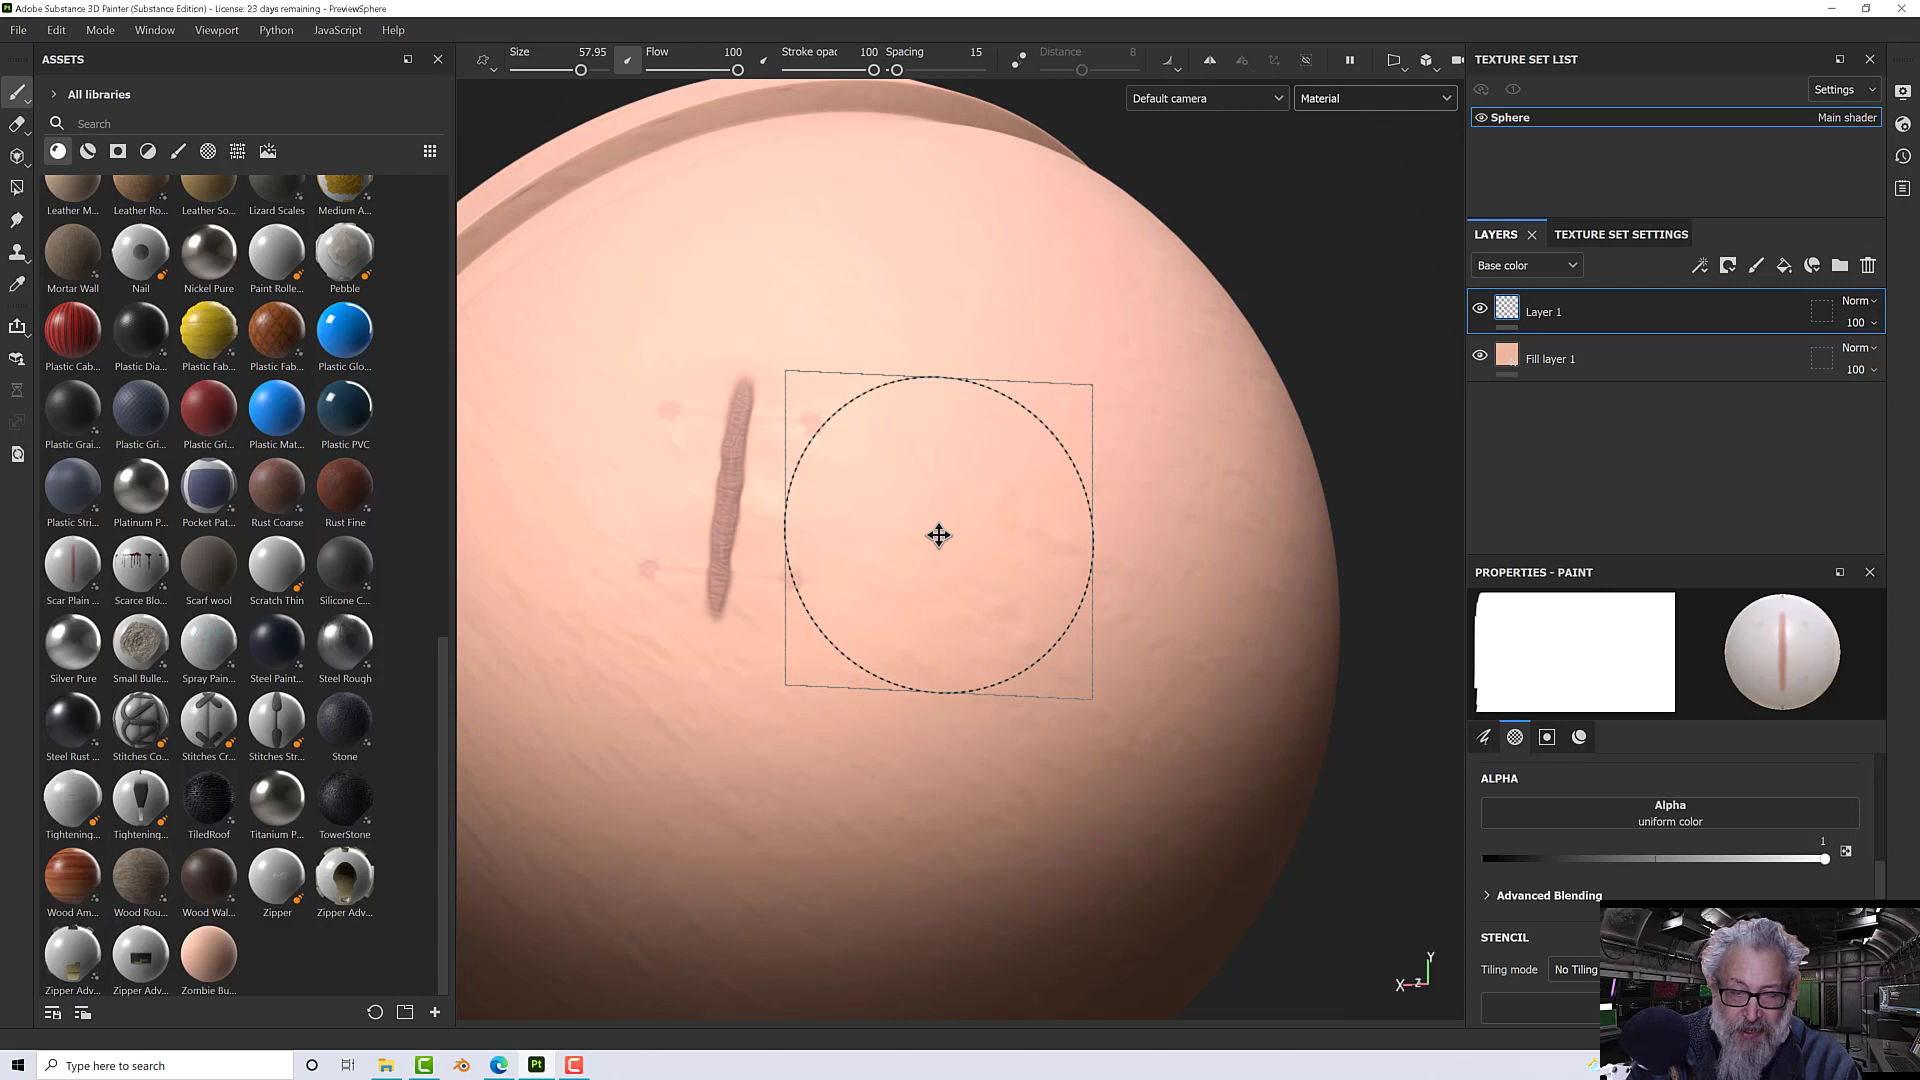 Adobe Substance 3D Painter (Substance Edition) - License: 23 days remaining - PreviewSphere
File Edit Mode Window Viewport Python JavaScript Help
ASSETS
Size 57.95 Flow 100 Stroke opac 100 Spacing 15 Distance 8
All libraries
Search
Default camera Material
Leather M... Leather Ro... Leather So... Lizard Scales Medium A...
Mortar Wall Nail Nickel Pure Paint Rolle... Pebble
Plastic Cab... Plastic Dia... Plastic Fab... Plastic Fab... Plastic Glo...
Plastic Grai... Plastic Gri... Plastic Gri... Plastic Mat... Plastic PVC
Plastic Stri... Platinum P... Pocket Pat... Rust Coarse Rust Fine
Scar Plain ... Scarce Blo... Scarf wool Scratch Thin Silicone C...
Silver Pure Small Bulle... Spray Pain... Steel Paint... Steel Rough
Steel Rust ... Stitches Co... Stitches Cr... Stitches Str... Stone
Tightening... Tightening... TiledRoof Titanium P... TowerStone
Wood Am... Wood Rou... Wood Wal... Zipper Zipper Adv...
Zipper Adv... Zipper Adv... Zombie Bu...
Y
X Z
TEXTURE SET LIST
Settings
Sphere Main shader
LAYERS TEXTURE SET SETTINGS
Base color
Layer 1 Norm 100
Fill layer 1 Norm 100
PROPERTIES - PAINT
ALPHA
Alpha
uniform color
1
Advanced Blending
STENCIL
Tiling mode No Tiling
Type here to search
Pt